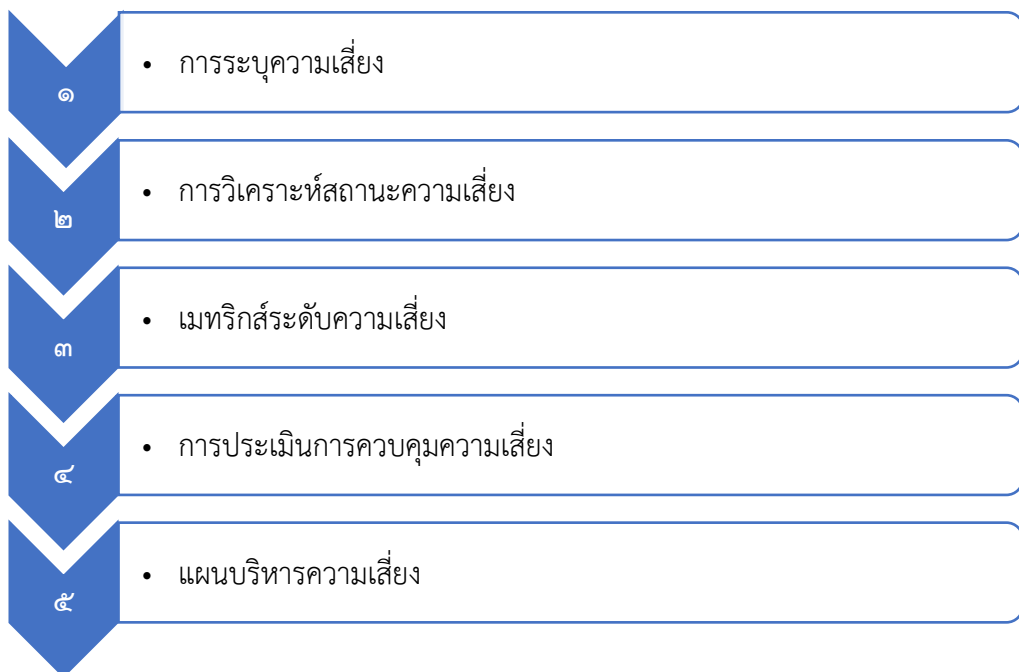 ๑
• การระบุความเสี่ยง
๒
• การวิเคราะห์สถานะความเสี่ยง
๓
• เมทริกส์ระดับความเสี่ยง
๔
• การประเมินการควบคุมความเสี่ยง
๕
• แผนบริหารความเสี่ยง